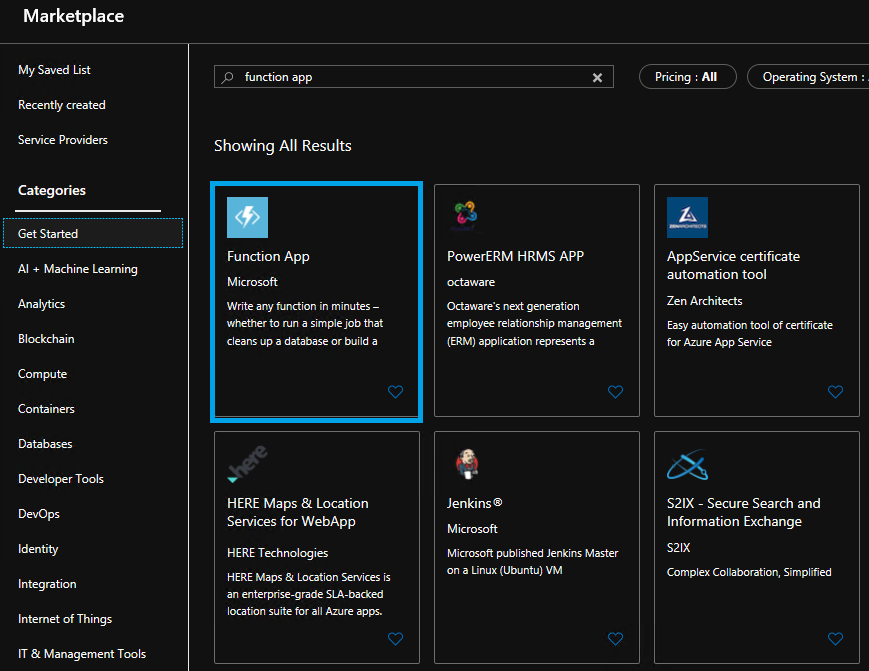 Marketplace
My Saved List
Recently created
Service Providers
Categories
Get Started
AI + Machine Learning
Analytics
Blockchain
Compute
Containers
Databases
Developer Tools
DevOps
Identity
Integration
Internet of Things
IT & Management Tools
function app
Pricing : All
Operating System :
Showing All Results
Function App
Microsoft
Write any function in minutes –
whether to run a simple job that
cleans up a database or build a
PowerERM HRMS APP
octaware
Octaware's next generation
employee relationship management
(ERM) application represents a
ZENARCHITECTS
AppService certificate
automation tool
Zen Architects
Easy automation tool of certificate
for Azure App Service
here
HERE Maps & Location
Services for WebApp
HERE Technologies
HERE Maps & Location Services is
an enterprise-grade SLA-backed
location suite for all Azure apps.
Jenkins®
Microsoft
Microsoft published Jenkins Master
on a Linux (Ubuntu) VM
S2IX - Secure Search and
Information Exchange
S2IX
Complex Collaboration, Simplified